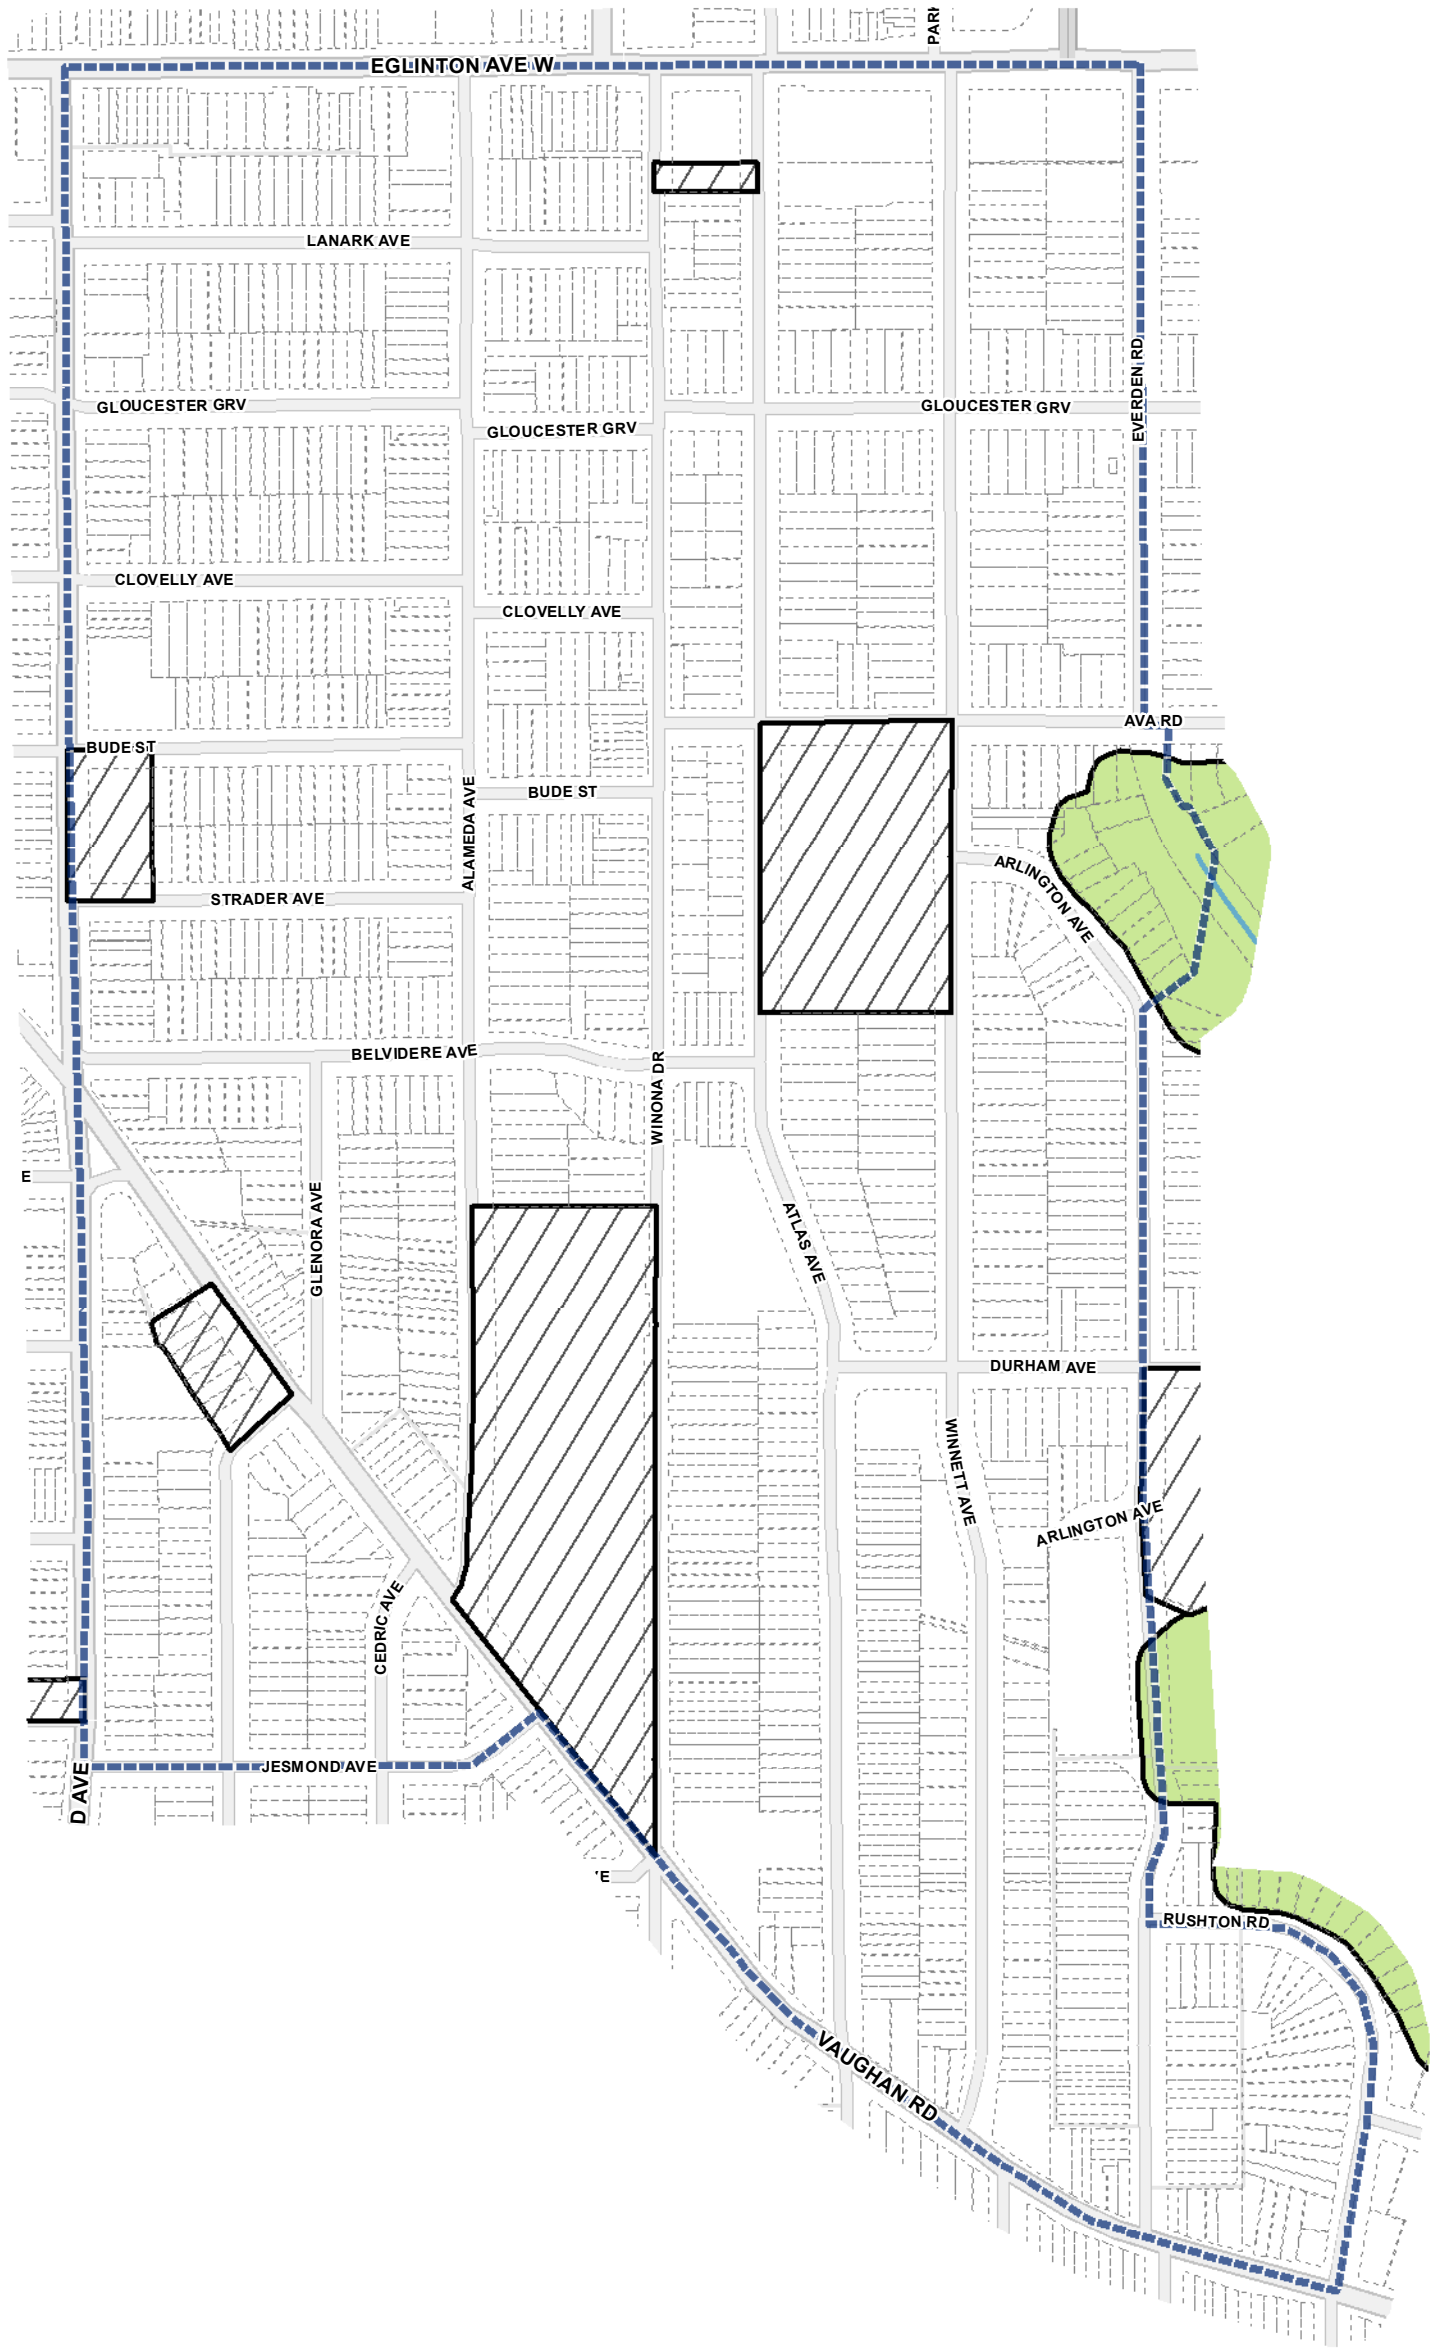 PARK
EGLINTON AVE W
LANARK AVE
EVERDEN RD
GLOUCESTER GRV
GLOUCESTER GRV
GLOUCESTER GRV
CLOVELLY AVE
CLOVELLY AVE
AVA RD
BUDE ST
BUDE ST
ALAMEDA AVE
ARLINGTON AVE
STRADER AVE
BELVIDERE AVE
WINONA DR
E
GLENORA AVE
ATLAS AVE
DURHAM AVE
WINNETT AVE
ARLINGTON AVE
CEDRIC AVE
JESMOND AVE
D AVE
E
RUSHTON RD
VAUGHAN RD